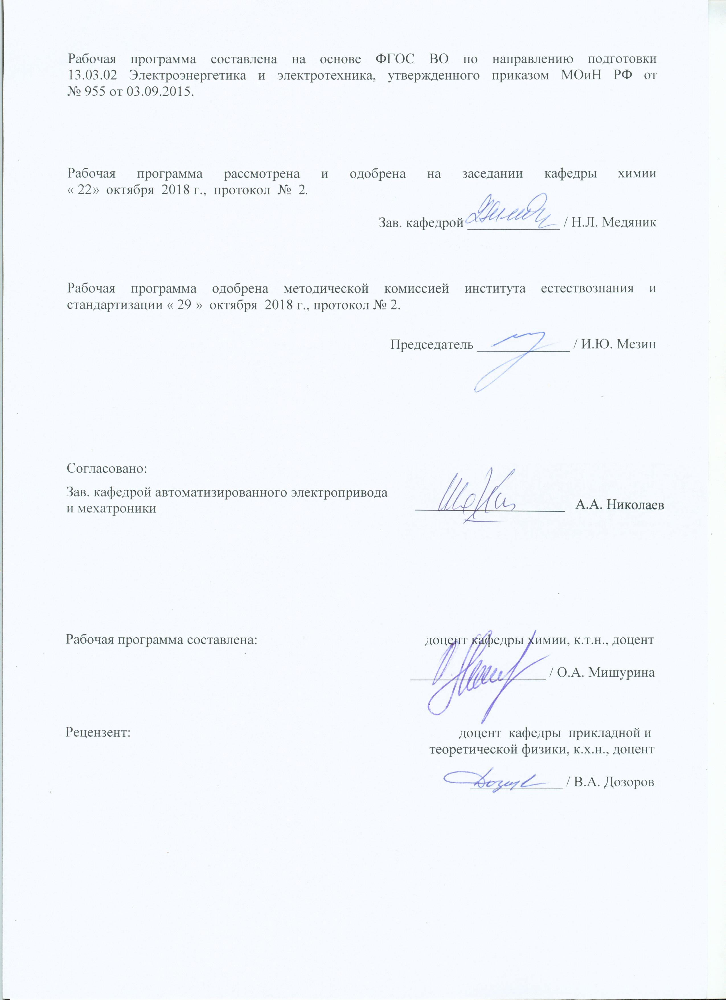 Рабочая программа составлена на основе ФГОС ВО по направлению подготовки
13.03.02 Электроэнергетика и электротехника, утвержденного приказом МОиН РФ от
№ 955 от 03.09.2015.
Рабочая программа рассмотрена и одобрена на заседании кафедры химии
« 22» октября 2018 г., протокол № 2.
Зав. кафедрой ______________ / Н.Л. Медяник
Рабочая программа одобрена методической комиссией института естествознания и
стандартизации « 29 » октября 2018 г., протокол № 2.
Председатель ______________ / И.Ю. Мезин
Согласовано:
Зав. кафедрой автоматизированного электропривода
и мехатроники ______________ А.А. Николаев
Рабочая программа составлена: доцент кафедры химии, к.т.н., доцент
______________ / О.А. Мишурина
Рецензент: доцент кафедры прикладной и
теоретической физики, к.х.н., доцент
______________ / В.А. Дозоров